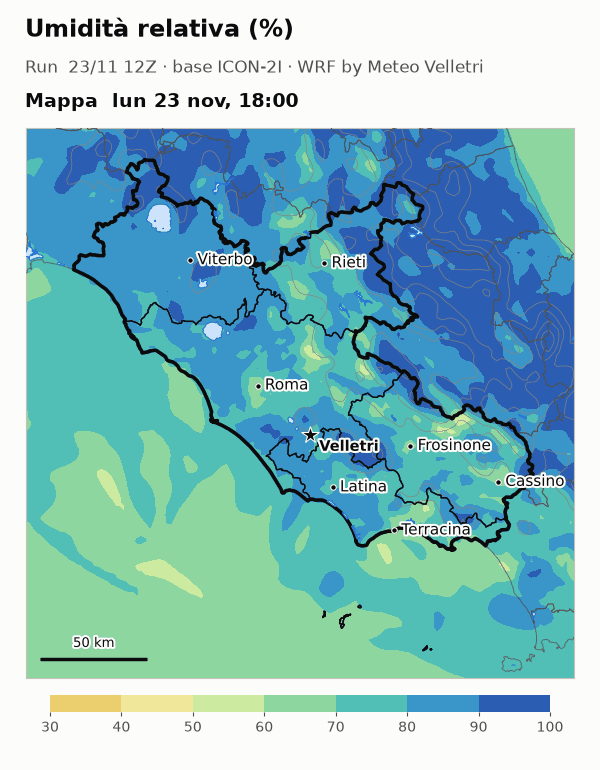 Umidità relativa (%)
Run  23/11 12Z · base ICON-2I · WRF by Meteo Velletri
Mappa  lun 23 nov, 18:00
Viterbo
Rieti
Roma
Velletri
Frosinone
Cassino
Latina
Terracina
50 km
30 40 50 60 70 80 90 100